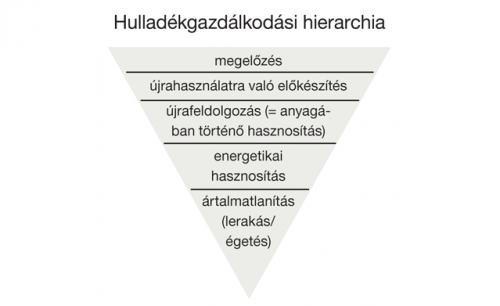 Hulladékgazdálkodási hierarchia
megelőzés
újrahasználatra való előkészítés
újrafeldolgozás (= anyagá-
ban történő hasznosítás)
energetikai
hasznosítás
ártalmatlanítás
(lerakás/
égetés)